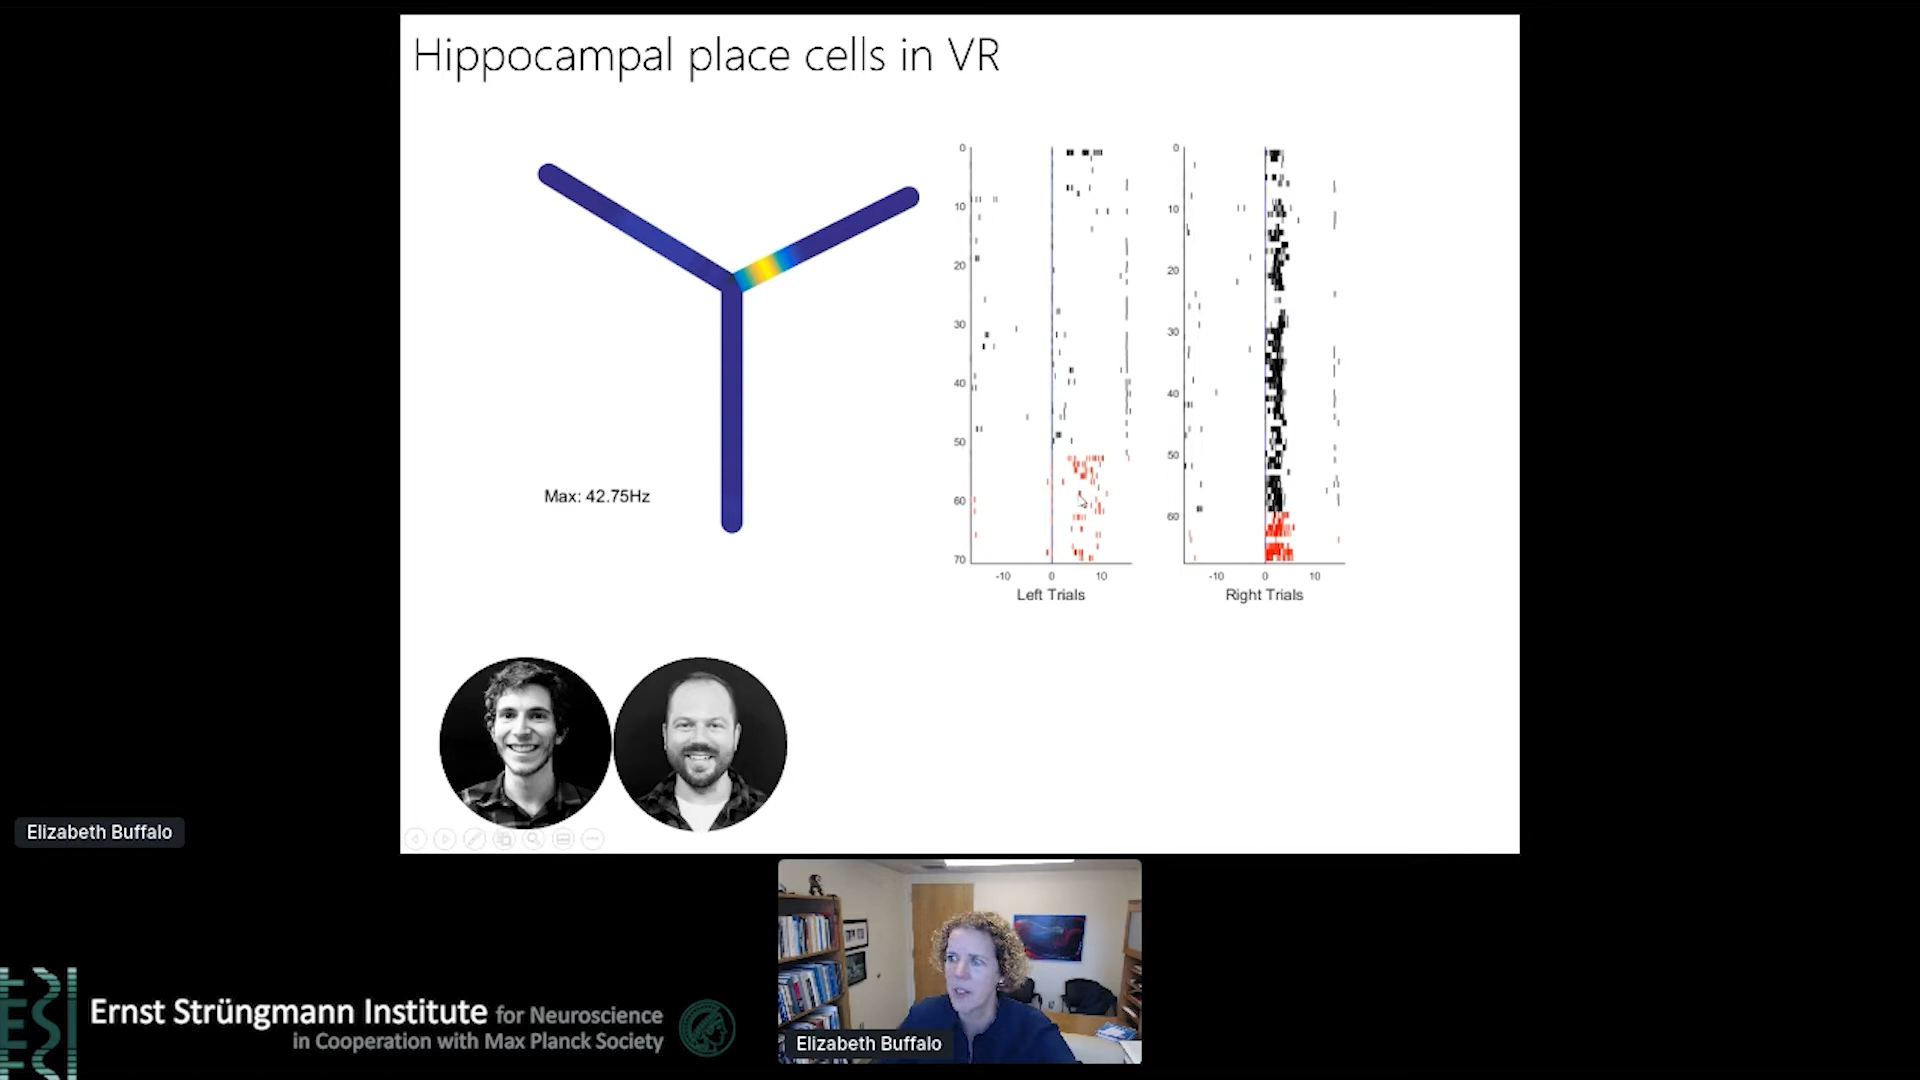 Hippocampal place cells in VR
Max: 42.75Hz
0
10
20
30
40
50
60
70
-10 0 10
Left Trials
0
10
20
30
40
50
60
-10 0 10
Right Trials
Elizabeth Buffalo
ESI
Ernst Strüngmann Institute for Neuroscience
in Cooperation with Max Planck Society
Elizabeth Buffalo